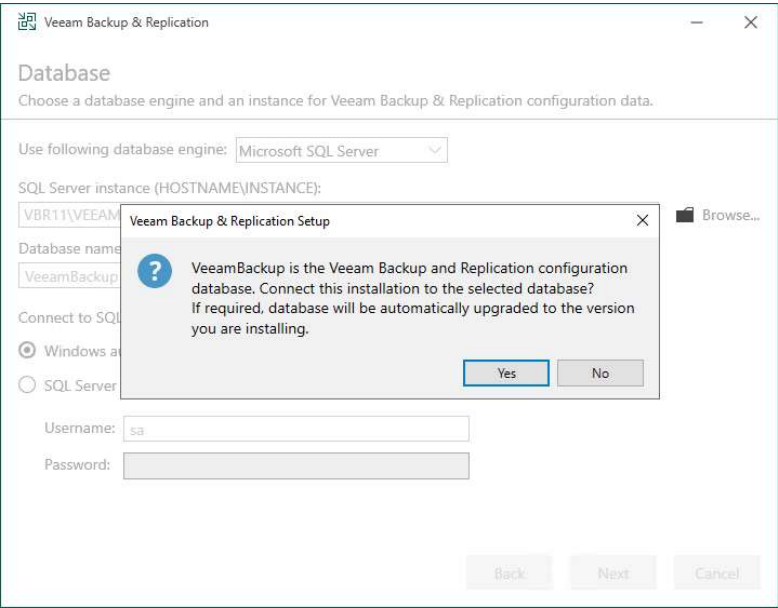 Veeam Backup & Replication
Database
Choose a database engine and an instance for Veeam Backup & Replication configuration data.
Use following database engine: Microsoft SQL Server
SQL Server instance (HOSTNAME\INSTANCE):
VBR11\VEEAM
Browse...
Database name
VeeamBackup
Connect to SQL
Windows au
SQL Server
Username: sa
Password:
Veeam Backup & Replication Setup
VeeamBackup is the Veeam Backup and Replication configuration
database. Connect this installation to the selected database?
If required, database will be automatically upgraded to the version
you are installing.
Yes No
Back Next Cancel